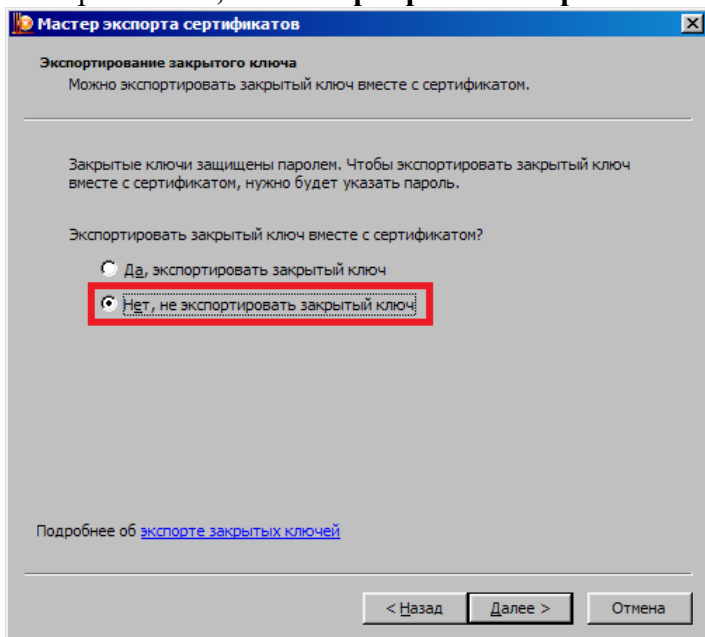 Мастер экспорта сертификатов
Экспортирование закрытого ключа
Можно экспортировать закрытый ключ вместе с сертификатом.
Закрытые ключи защищены паролем. Чтобы экспортировать закрытый ключ
вместе с сертификатом, нужно будет указать пароль.
Экспортировать закрытый ключ вместе с сертификатом?
Да, экспортировать закрытый ключ
Нет, не экспортировать закрытый ключ
Подробнее об экспорте закрытых ключей
< Назад Далее > Отмена